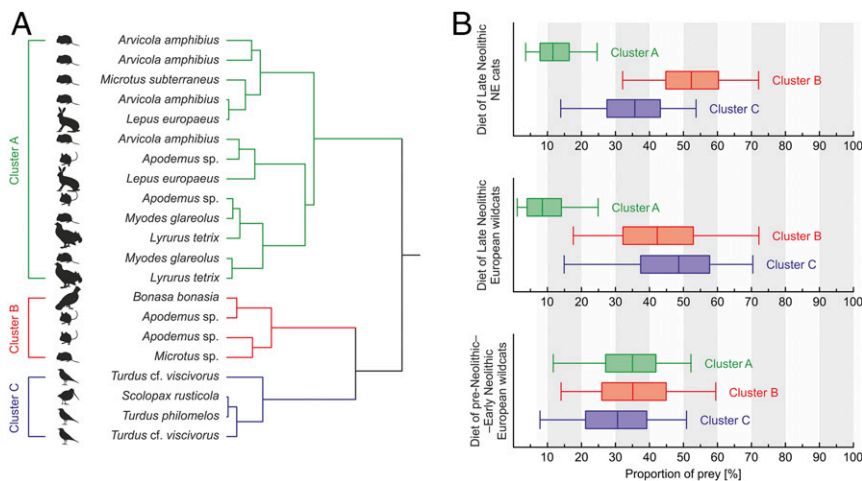 A
Cluster A
Arvicola amphibius
Arvicola amphibius
Microtus subterraneus
Arvicola amphibius
Lepus europaeus
Arvicola amphibius
Apodemus sp.
Lepus europaeus
Apodemus sp.
Myodes glareolus
Lyrurus tetrix
Myodes glareolus
Lyrurus tetrix
Cluster B
Bonasa bonasia
Apodemus sp.
Apodemus sp.
Microtus sp.
Cluster C
Turdus cf. viscivorus
Scolopax rusticola
Turdus philomelos
Turdus cf. viscivorus
B
Diet of Late Neolithic
NE cats
Cluster A
Cluster B
Cluster C
10 20 30 40 50 60 70 80 90 100
Diet of Late Neolithic
European wildcats
Cluster A
Cluster B
Cluster C
10 20 30 40 50 60 70 80 90 100
Diet of pre-Neolithic–
–Early Neolithic
European wildcats
Cluster A
Cluster B
Cluster C
10 20 30 40 50 60 70 80 90 100
Proportion of prey [%]